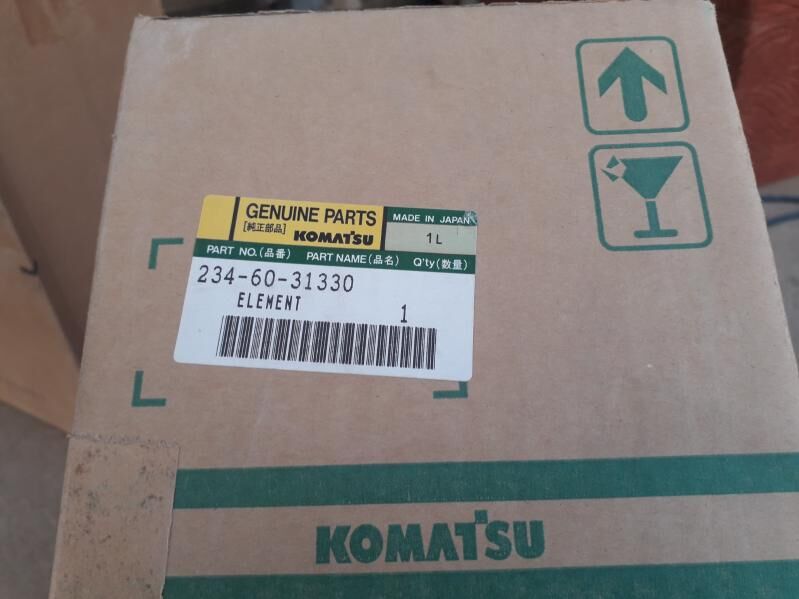 GENUINE PARTS
[純正部品] KOMATSU
MADE IN JAPAN
1L
PART NO.(品番) PART NAME(品名) Q'ty(数量)
234-60-31330
ELEMENT 1
KOMATSU